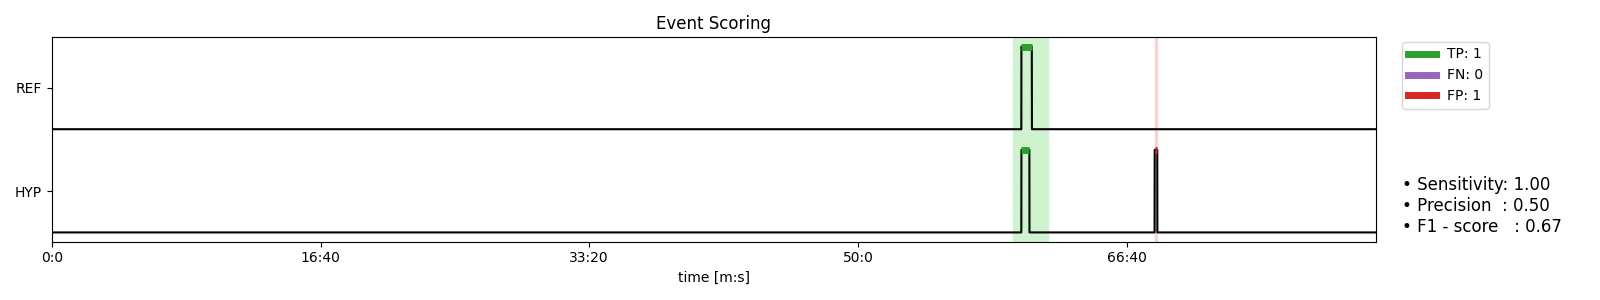 Event Scoring
REF
HYP
0:0
16:40
33:20
50:0
66:40
time [m:s]
TP: 1
FN: 0
FP: 1
• Sensitivity: 1.00
• Precision : 0.50
• F1 - score : 0.67